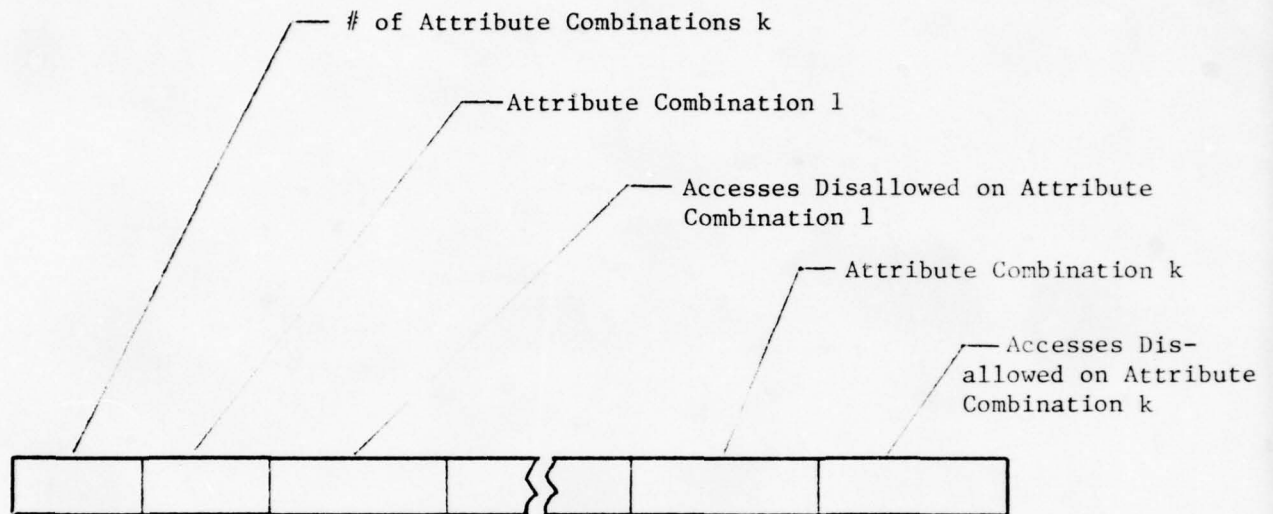 # of Attribute Combinations k
Attribute Combination 1
Accesses Disallowed on Attribute
Combination 1
Attribute Combination k
Accesses Dis-
allowed on Attribute
Combination k